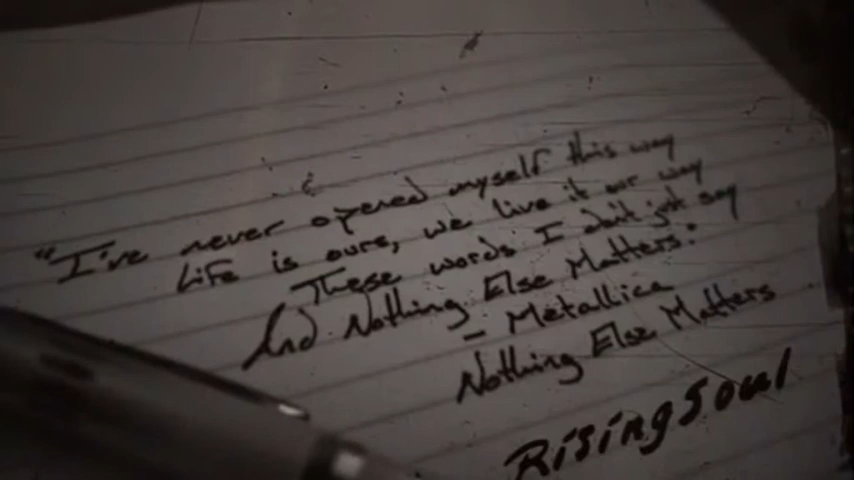 "I've never opened myself this way
Life is ours, we live it our way
These words I don't just say
And Nothing Else Matters."
- Metallica
Nothing Else Matters
RisingSoul